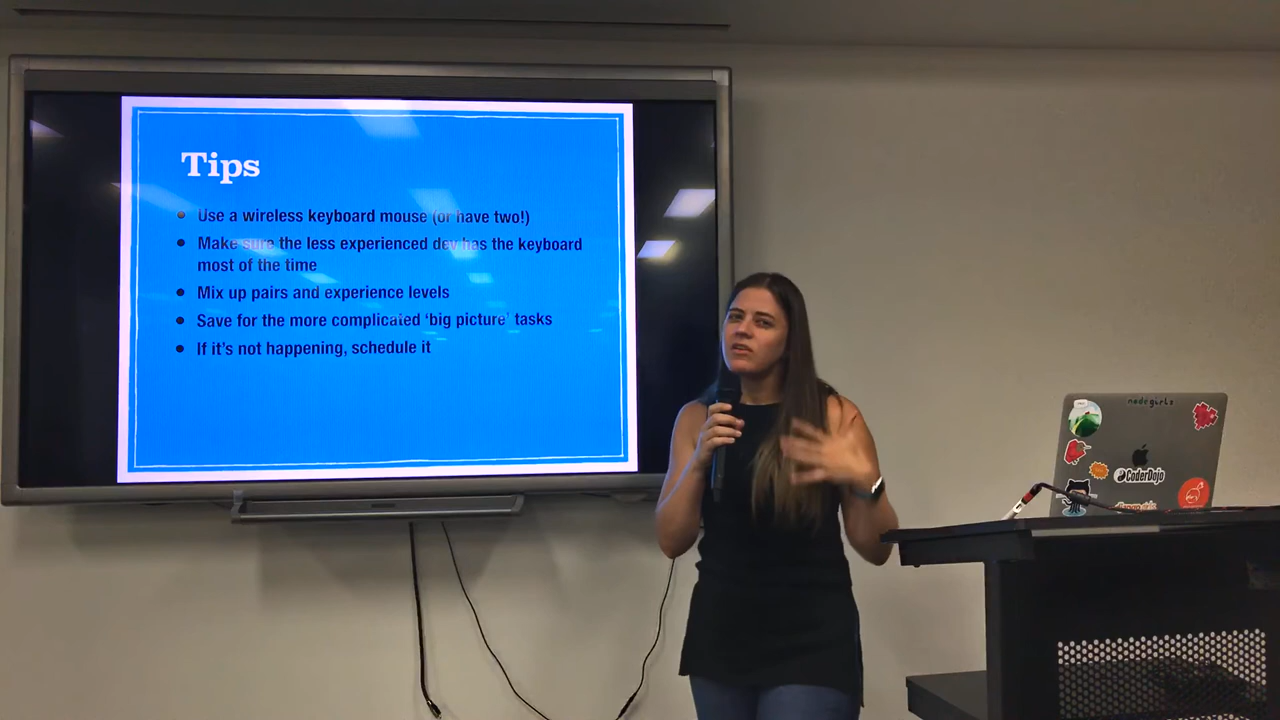 Tips
Use a wireless keyboard mouse (or have two!)
Make sure the less experienced dev has the keyboard
most of the time
Mix up pairs and experience levels
Save for the more complicated ‘big picture’ tasks
If it’s not happening, schedule it
nodegirls
CoderDojo